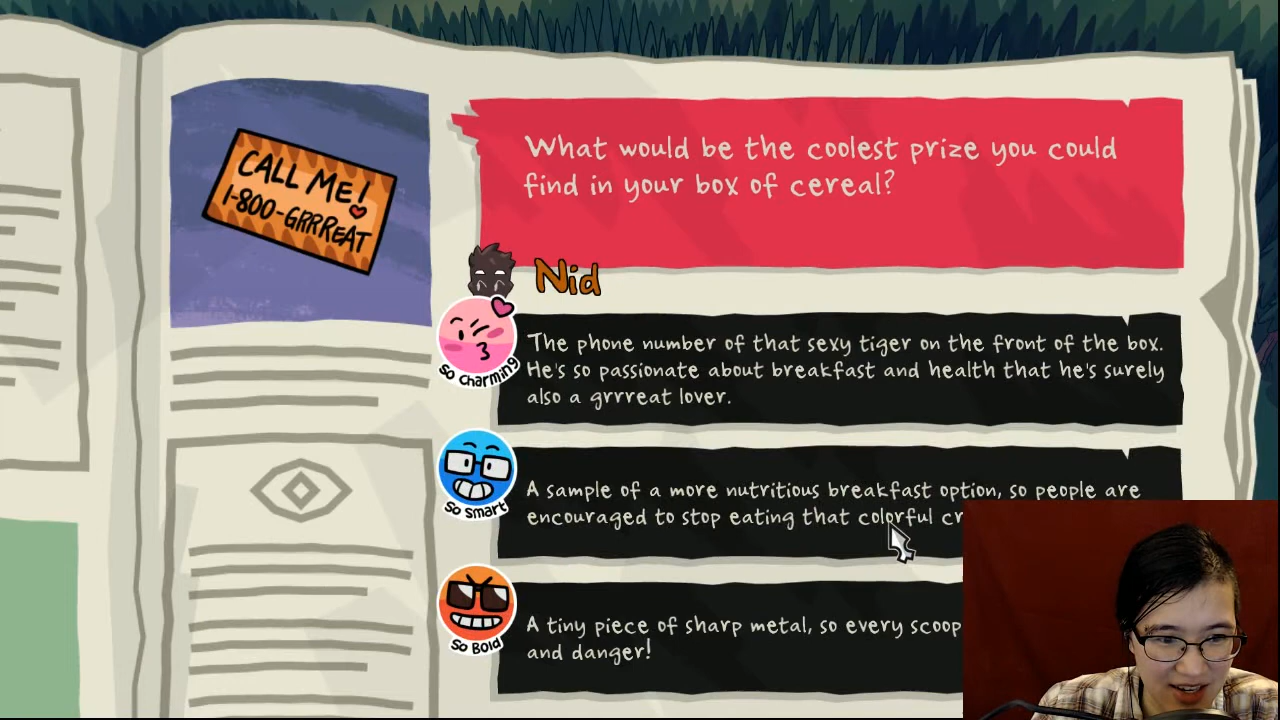 CALL ME!
1-800-GRRREAT
What would be the coolest prize you could
find in your box of cereal?
Nid
So charming
The phone number of that sexy tiger on the front of the box.
He's so passionate about breakfast and health that he's surely
also a grrreat lover.
So smart
A sample of a more nutritious breakfast option, so people are
encouraged to stop eating that colorful
So Bold
A tiny piece of sharp metal, so every scoop
and danger!